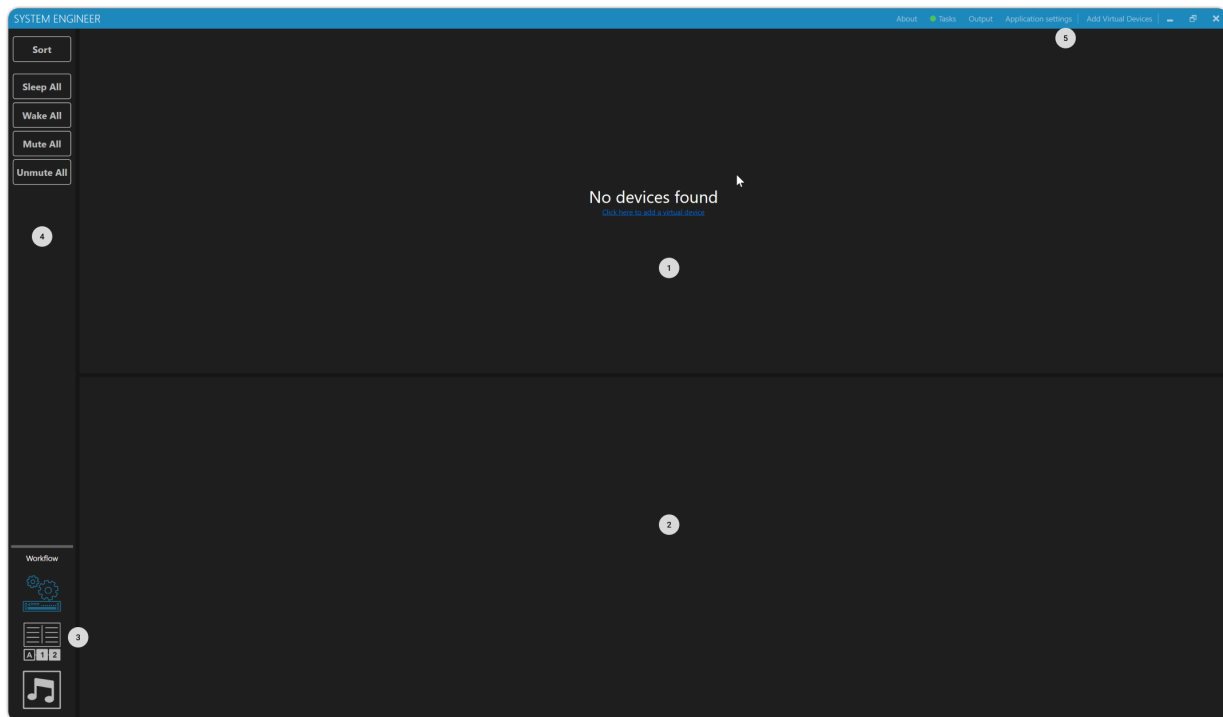 SYSTEM ENGINEER
About Tasks Output Application settings Add Virtual Devices
5
Sort
Sleep All
Wake All
Mute All
Unmute All
4
No devices found
Click here to add a virtual device
1
2
Workflow
3
A 1 2